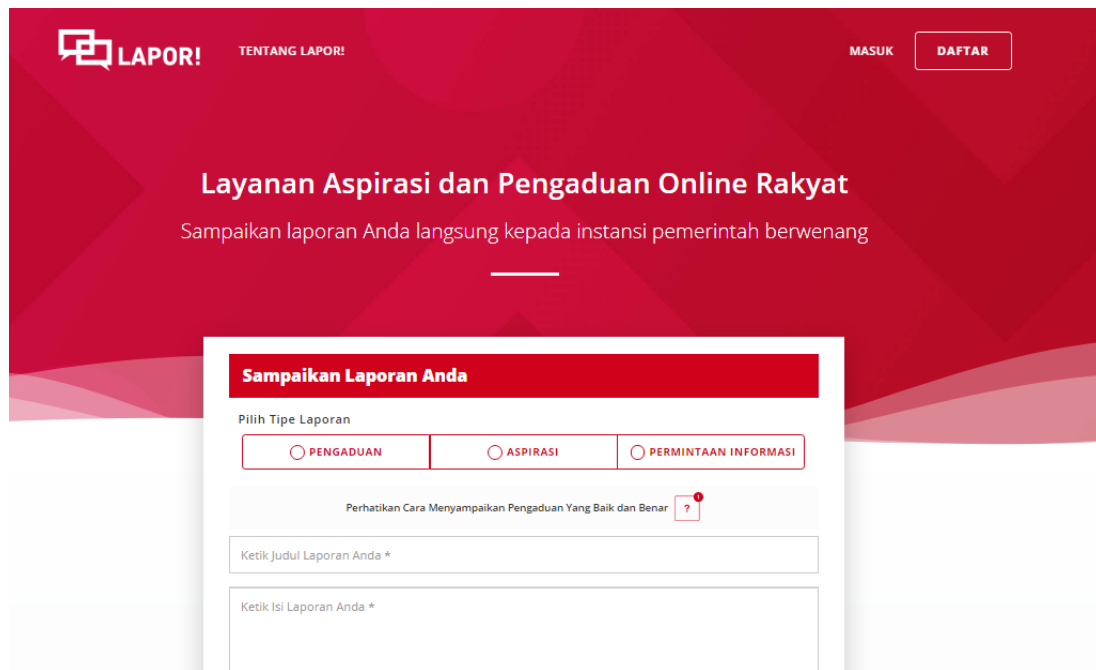 LAPOR!
TENTANG LAPOR!
MASUK
DAFTAR
Layanan Aspirasi dan Pengaduan Online Rakyat
Sampaikan laporan Anda langsung kepada instansi pemerintah berwenang
Sampaikan Laporan Anda
Pilih Tipe Laporan
PENGADUAN
ASPIRASI
PERMINTAAN INFORMASI
Perhatikan Cara Menyampaikan Pengaduan Yang Baik dan Benar ?
Ketik Judul Laporan Anda *
Ketik Isi Laporan Anda *